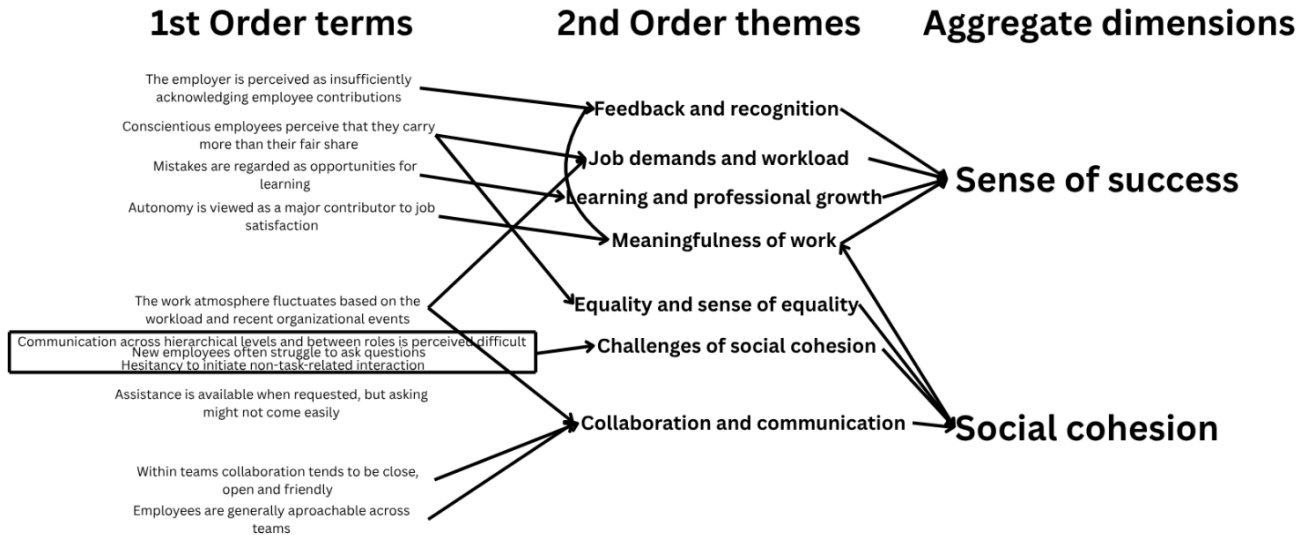 1st Order terms
2nd Order themes
Aggregate dimensions
The employer is perceived as insufficiently
acknowledging employee contributions
Conscientious employees perceive that they carry
more than their fair share
Mistakes are regarded as opportunities for
learning
Autonomy is viewed as a major contributor to job
satisfaction
The work atmosphere fluctuates based on the
workload and recent organizational events
Communication across hierarchical levels and between roles is perceived difficult
New employees often struggle to ask questions
Hesitancy to initiate non-task-related interaction
Assistance is available when requested, but asking
might not come easily
Within teams collaboration tends to be close,
open and friendly
Employees are generally aproachable across
teams
Feedback and recognition
Job demands and workload
Learning and professional growth
Meaningfulness of work
Equality and sense of equality
Challenges of social cohesion
Collaboration and communication
Sense of success
Social cohesion